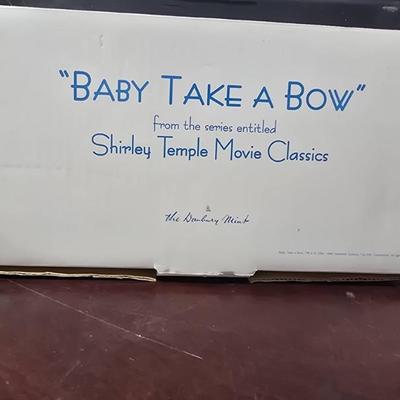 "BABY TAKE A BOW"
from the series entitled
Shirley Temple Movie Classics
The Danbury Mint